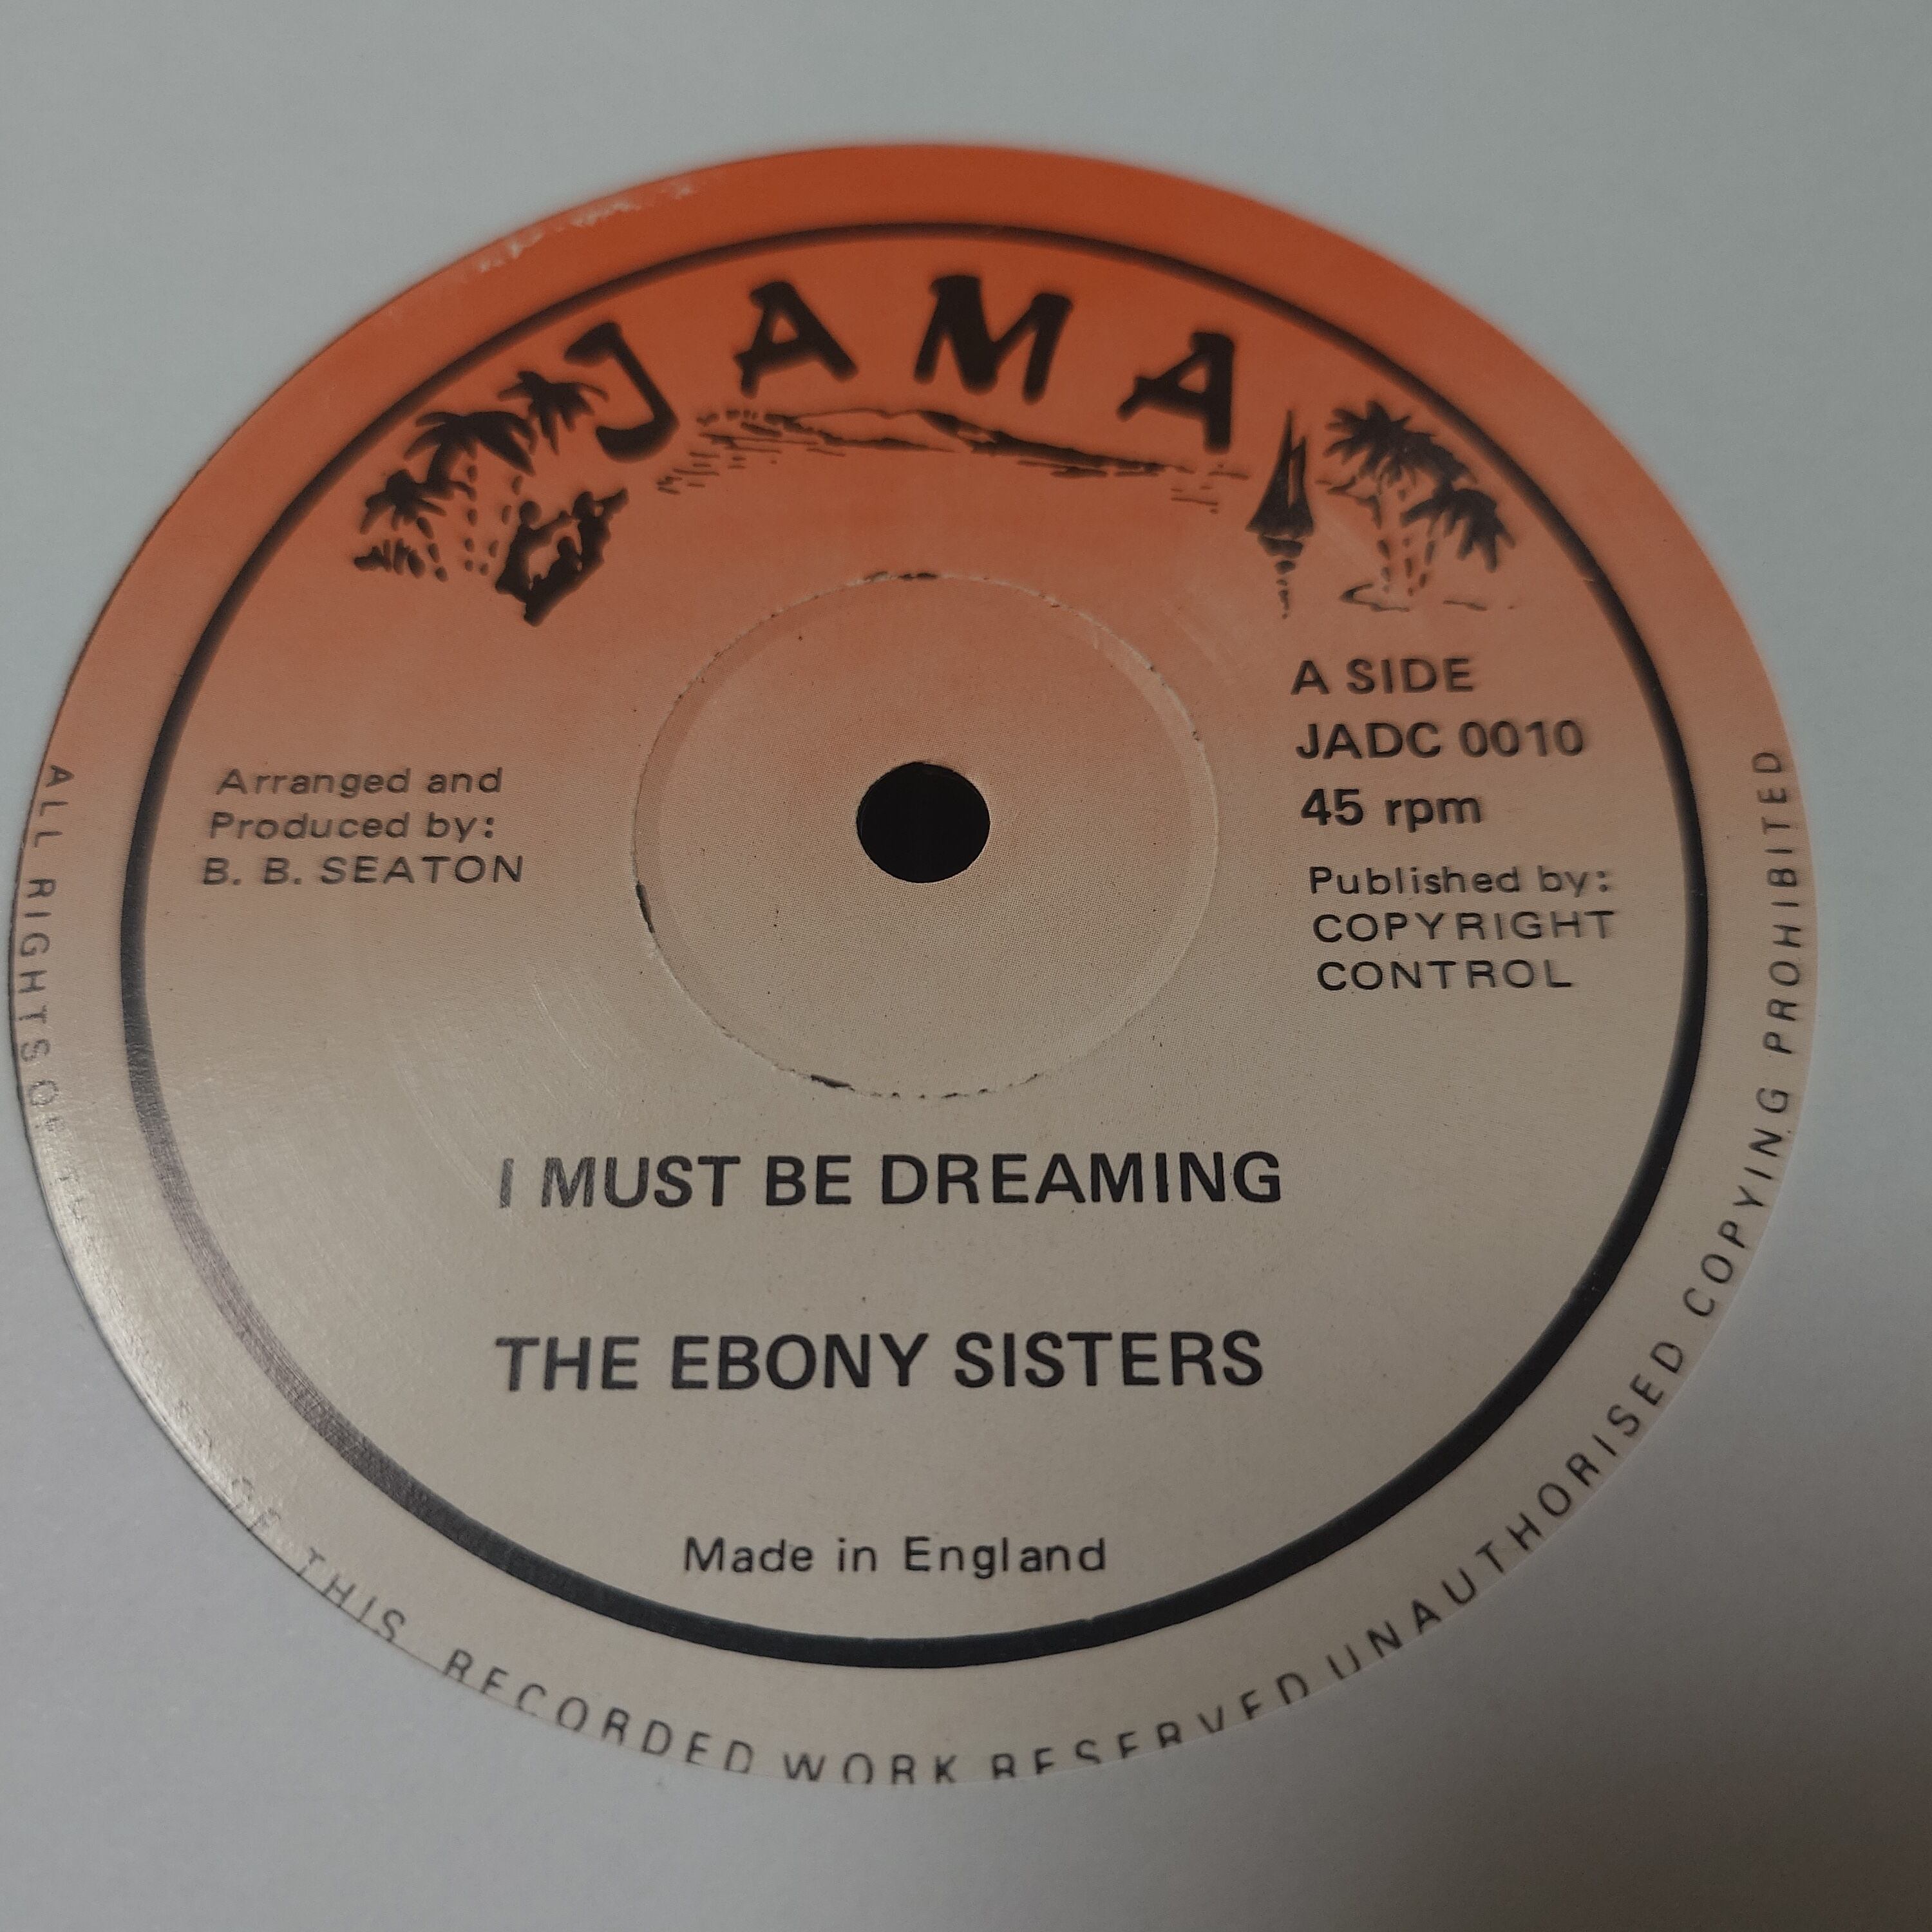 JAMA
A SIDE
JADC 0010
45 rpm
Arranged and
Produced by:
B. B. SEATON
Published by:
COPYRIGHT
CONTROL
I MUST BE DREAMING
THE EBONY SISTERS
Made in England
ALL RIGHTS OF THIS RECORDED WORK RESERVED UNAUTHORISED COPYING PROHIBITED